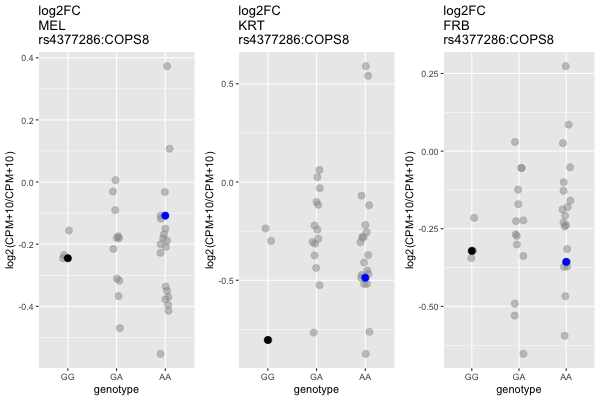 log2FC
MEL
rs4377286:COPS8
log2(CPM+10/CPM+10)
0.4
0.2
0.0
-0.2
-0.4
GG GA AA
genotype
log2FC
KRT
rs4377286:COPS8
log2(CPM+10/CPM+10)
0.5
0.0
-0.5
GG GA AA
genotype
log2FC
FRB
rs4377286:COPS8
log2(CPM+10/CPM+10)
0.25
0.00
-0.25
-0.50
GG GA AA
genotype